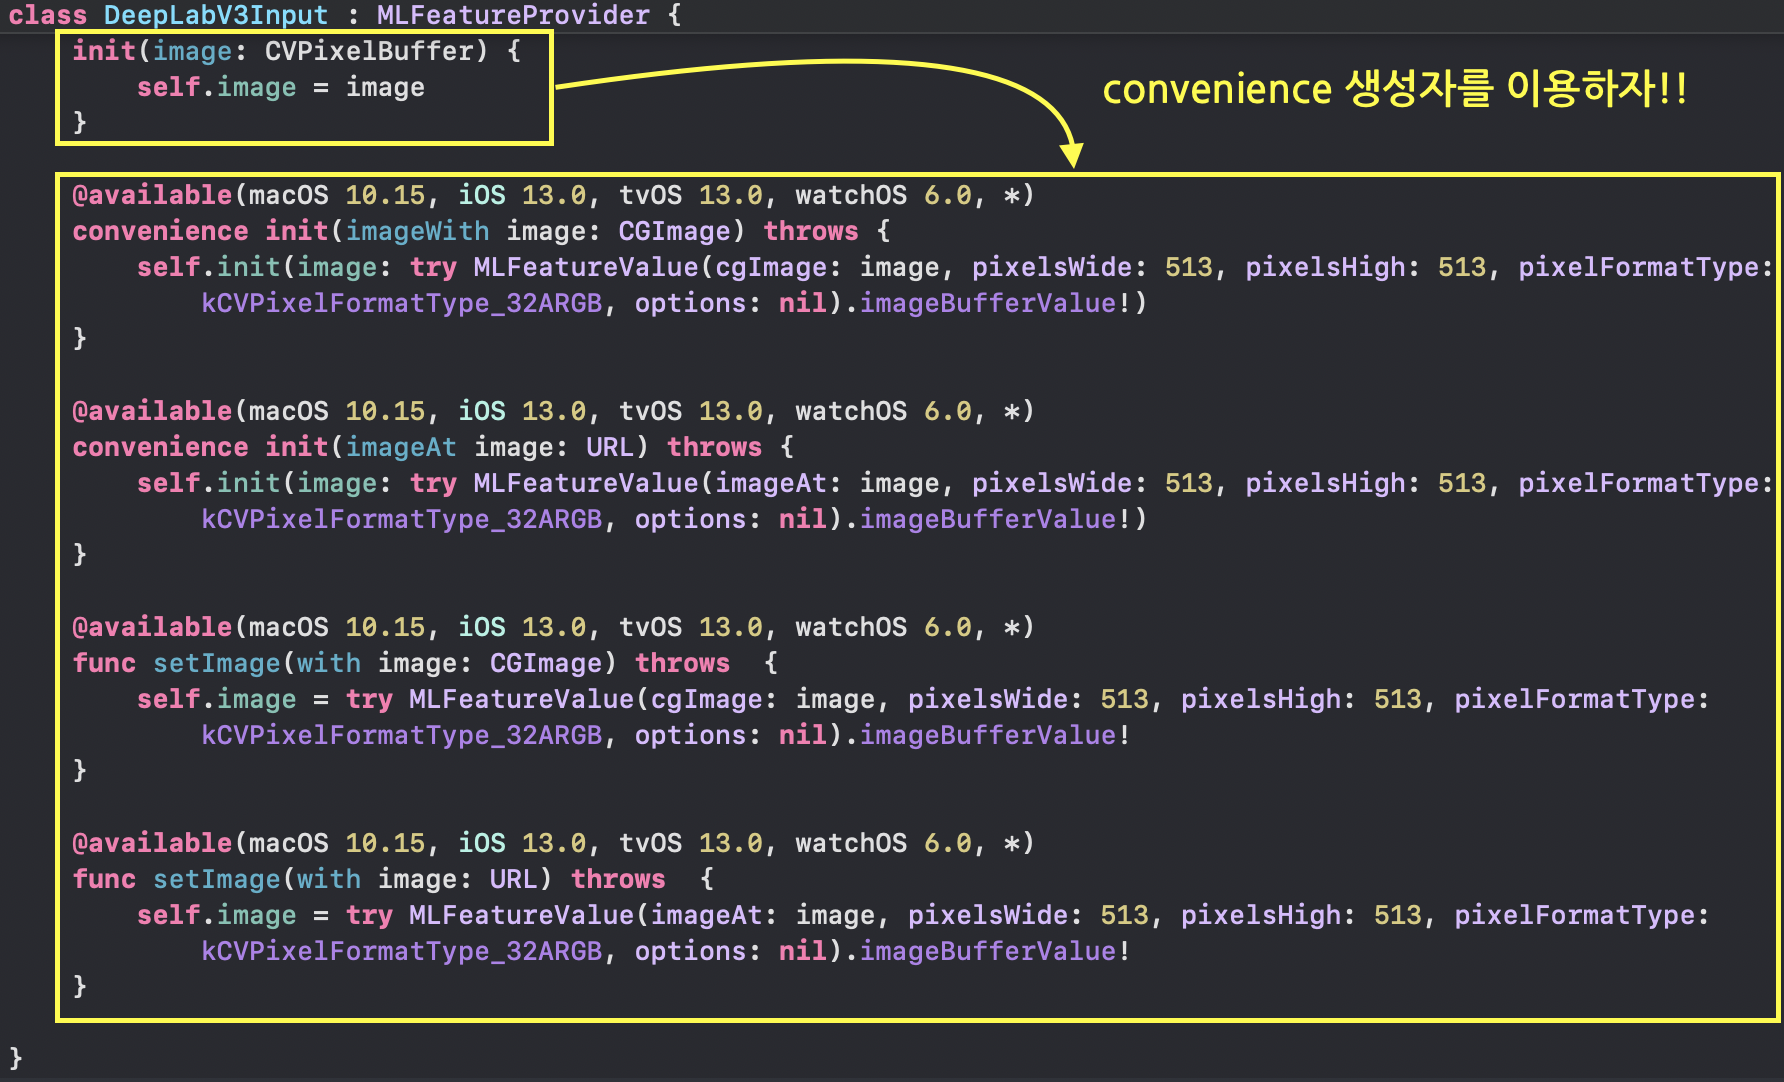 class DeepLabV3Input : MLFeatureProvider {
init(image: CVPixelBuffer) {
self.image = image
}
convenience 생성자를 이용하자!!
@available(macOS 10.15, iOS 13.0, tvOS 13.0, watchOS 6.0, *)
convenience init(imageWith image: CGImage) throws {
self.init(image: try MLFeatureValue(cgImage: image, pixelsWide: 513, pixelsHigh: 513, pixelFormatType:
kCVPixelFormatType_32ARGB, options: nil).imageBufferValue!)
}
@available(macOS 10.15, iOS 13.0, tvOS 13.0, watchOS 6.0, *)
convenience init(imageAt image: URL) throws {
self.init(image: try MLFeatureValue(imageAt: image, pixelsWide: 513, pixelsHigh: 513, pixelFormatType:
kCVPixelFormatType_32ARGB, options: nil).imageBufferValue!)
}
@available(macOS 10.15, iOS 13.0, tvOS 13.0, watchOS 6.0, *)
func setImage(with image: CGImage) throws  {
self.image = try MLFeatureValue(cgImage: image, pixelsWide: 513, pixelsHigh: 513, pixelFormatType:
kCVPixelFormatType_32ARGB, options: nil).imageBufferValue!
}
@available(macOS 10.15, iOS 13.0, tvOS 13.0, watchOS 6.0, *)
func setImage(with image: URL) throws  {
self.image = try MLFeatureValue(imageAt: image, pixelsWide: 513, pixelsHigh: 513, pixelFormatType:
kCVPixelFormatType_32ARGB, options: nil).imageBufferValue!
}
}